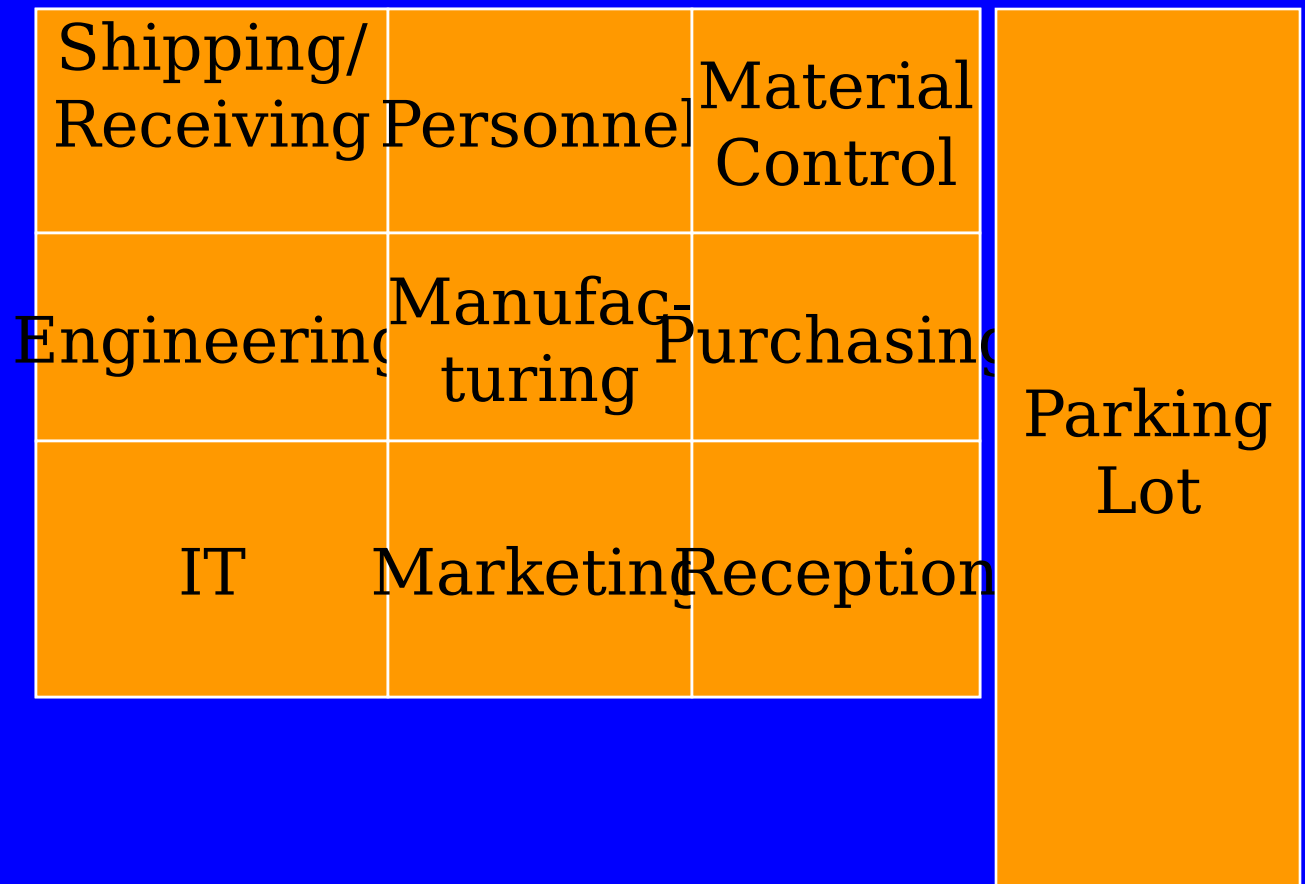 Shipping/
Receiving
Personnel
Material
Control
Engineering
Manufac-
turing
Purchasing
IT
Marketing
Reception
Parking
Lot